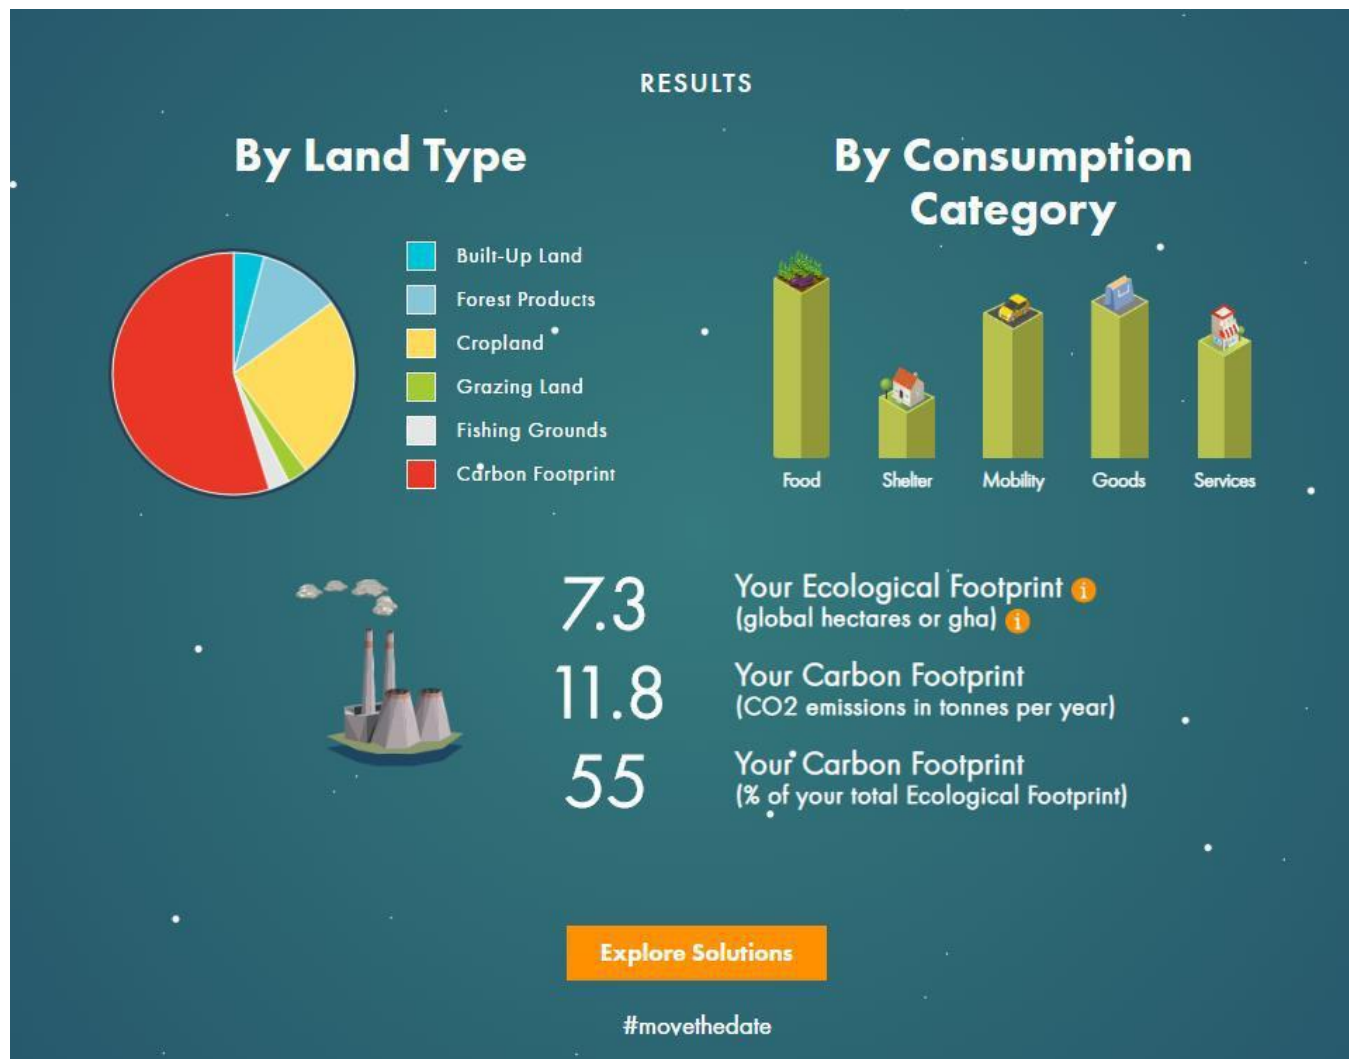 RESULTS
By Land Type
Built-Up Land
Forest Products
Cropland
Grazing Land
Fishing Grounds
Carbon Footprint
By Consumption
Category
Food
Shelter
Mobility
Goods
Services
7.3
Your Ecological Footprint i
(global hectares or gha) i
11.8
Your Carbon Footprint
(CO2 emissions in tonnes per year)
55
Your Carbon Footprint
(% of your total Ecological Footprint)
Explore Solutions
#movethedate